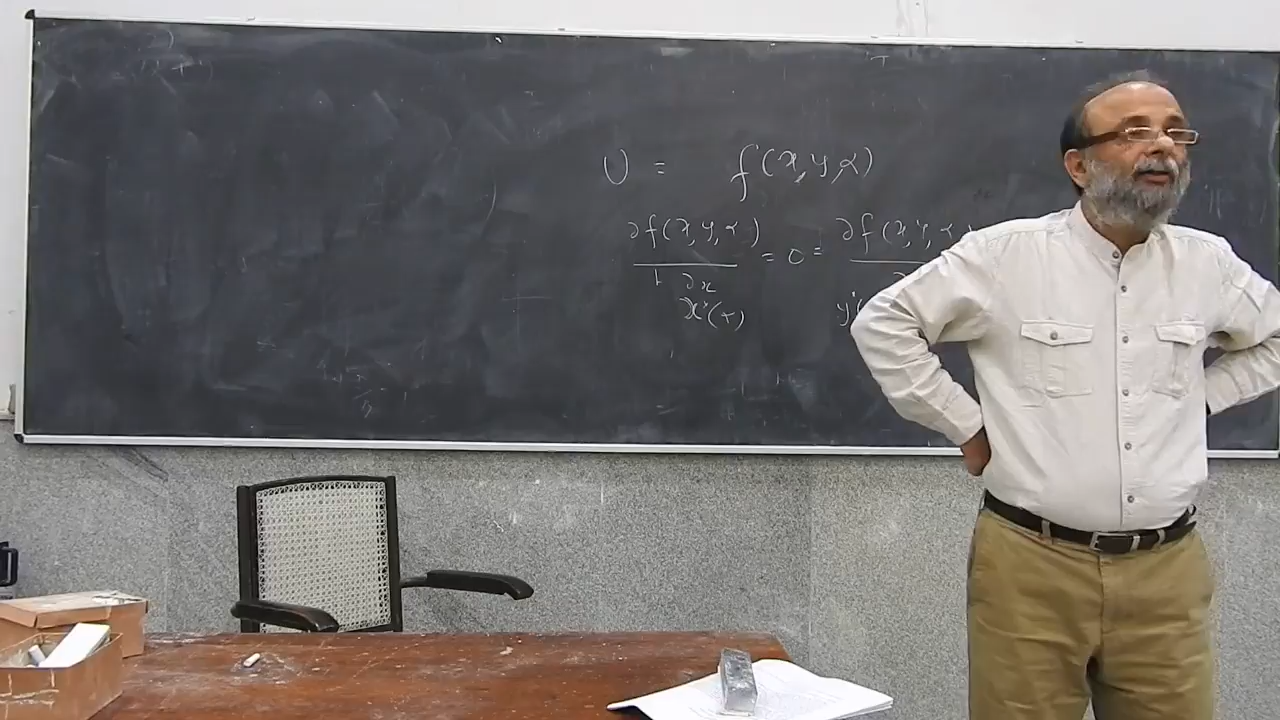 U = f(x, y, α)
∂f(x, y, α) = 0 = ∂f(x, y, α
∂x
x*(
y*(